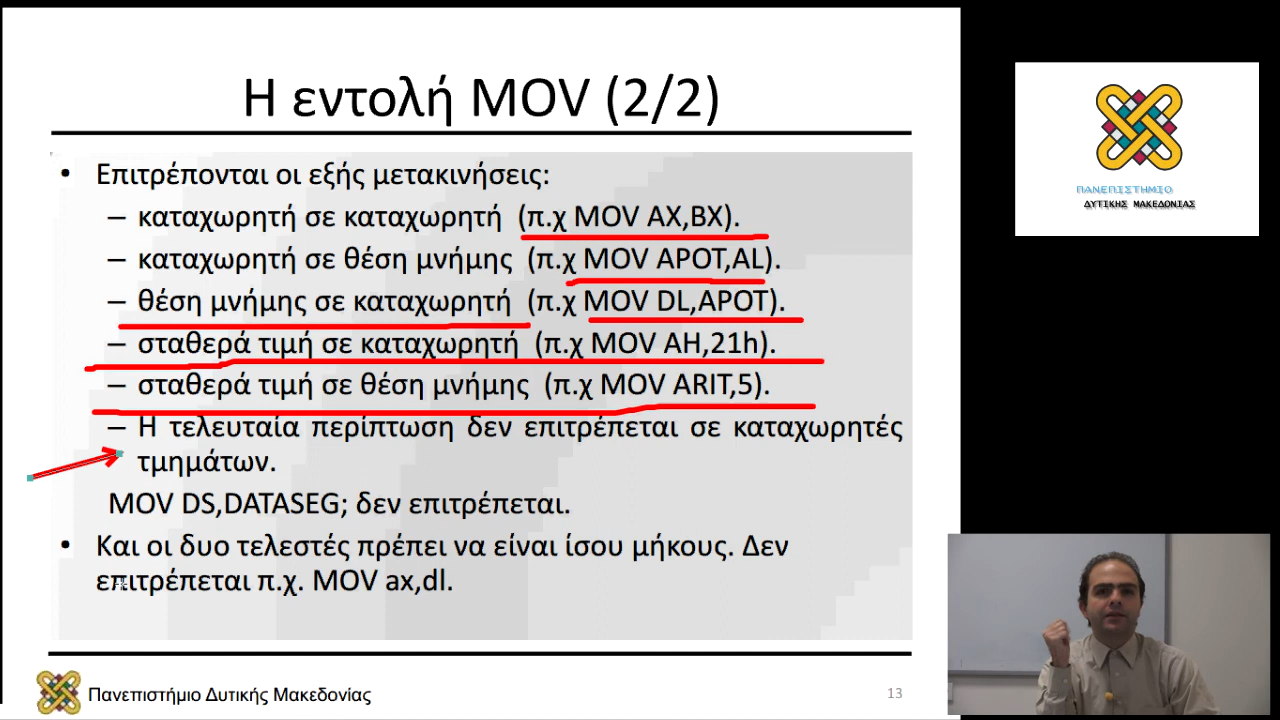 Η εντολή MOV (2/2)
• Επιτρέπονται οι εξής μετακινήσεις:
– καταχωρητή σε καταχωρητή (π.χ MOV AX,BX).
– καταχωρητή σε θέση μνήμης (π.χ MOV APOT,AL).
– θέση μνήμης σε καταχωρητή (π.χ MOV DL,APOT).
– σταθερά τιμή σε καταχωρητή (π.χ MOV AH,21h).
– σταθερά τιμή σε θέση μνήμης (π.χ MOV ARIT,5).
– Η τελευταία περίπτωση δεν επιτρέπεται σε καταχωρητές
τμημάτων.
MOV DS,DATASEG; δεν επιτρέπεται.
• Και οι δυο τελεστές πρέπει να είναι ίσου μήκους. Δεν
επιτρέπεται π.χ. MOV ax,dl.
Πανεπιστήμιο Δυτικής Μακεδονίας
13
ΠΑΝΕΠΙΣΤΗΜΙΟ
ΔΥΤΙΚΗΣ ΜΑΚΕΔΟΝΙΑΣ